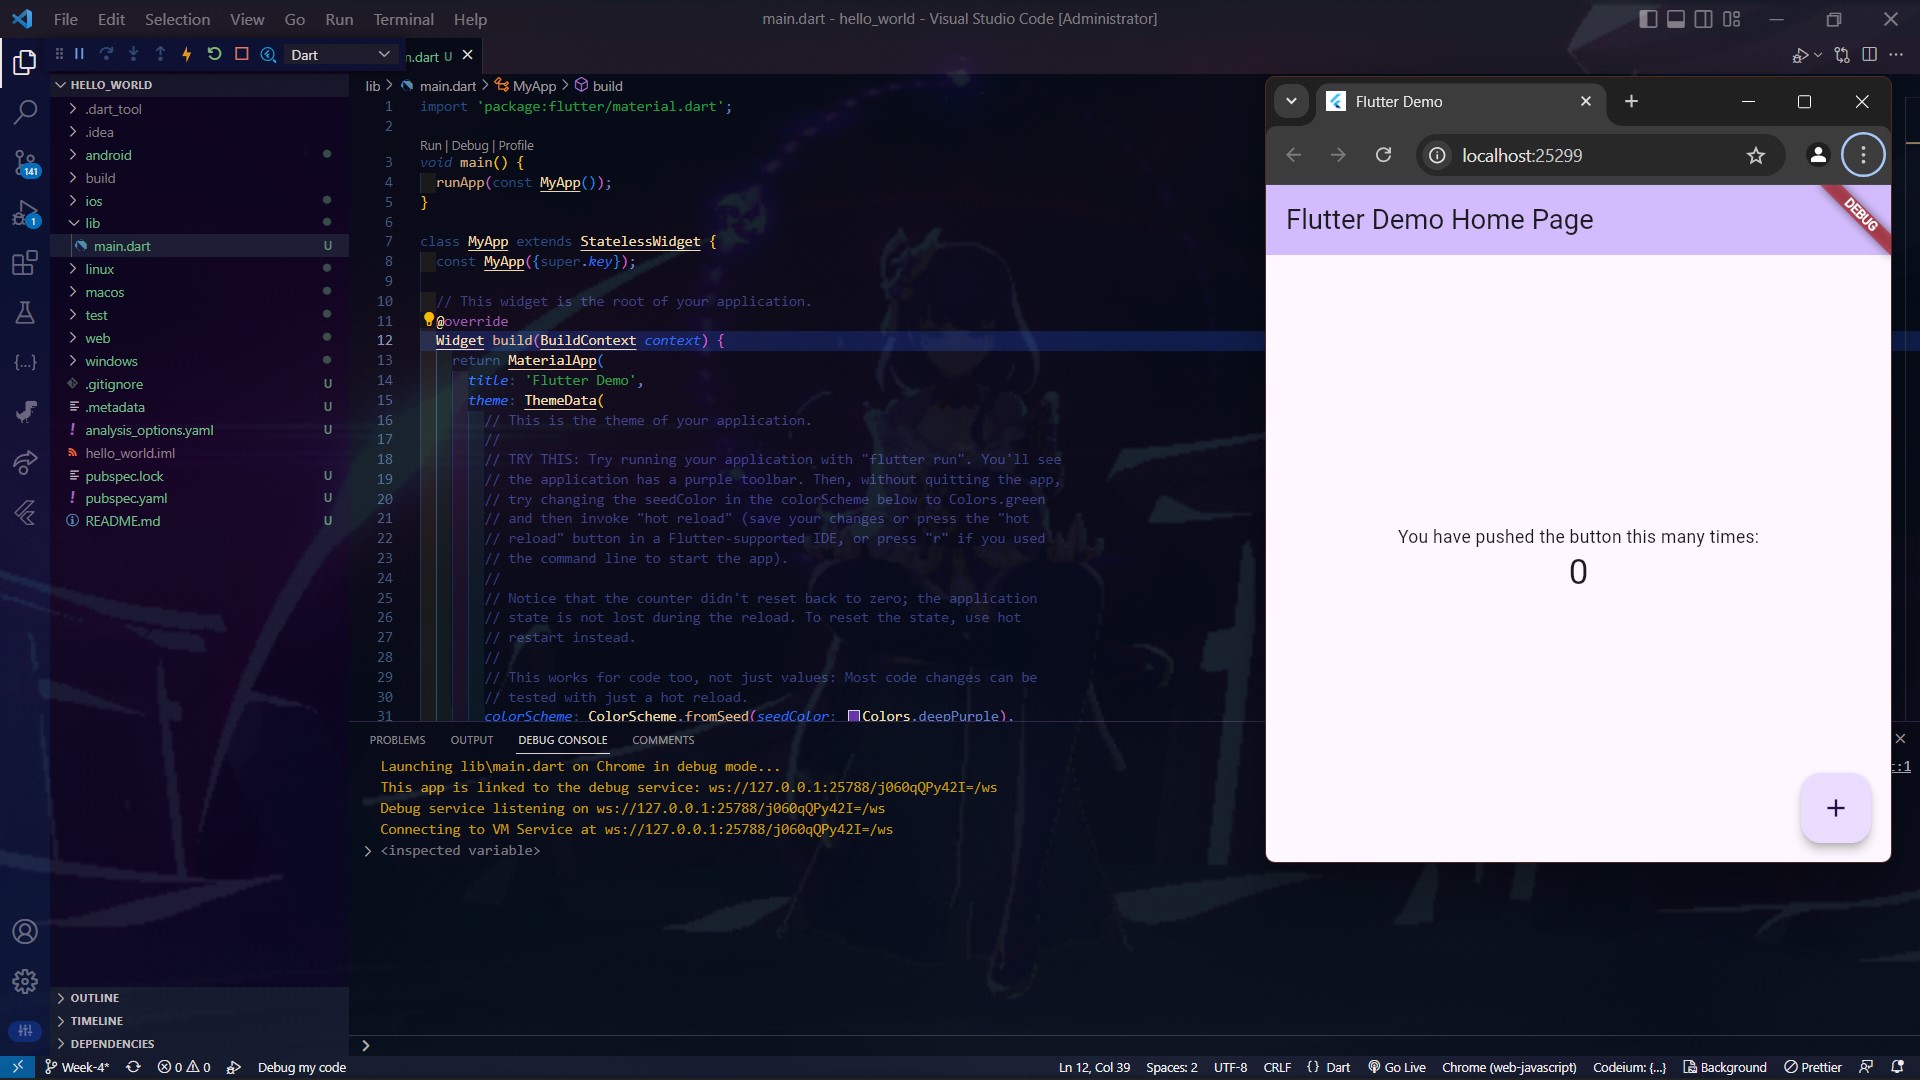 File Edit Selection View Go Run Terminal Help
main.dart - hello_world - Visual Studio Code [Administrator]
Dart
n.dart U
HELLO_WORLD
.dart_tool
.idea
android
build
ios
lib
main.dart U
linux
macos
test
web
windows
.gitignore U
.metadata U
analysis_options.yaml U
hello_world.iml
pubspec.lock U
pubspec.yaml U
README.md U
141
1
OUTLINE
TIMELINE
DEPENDENCIES
lib > main.dart > MyApp > build
1 import 'package:flutter/material.dart';
2
Run | Debug | Profile
3 void main() {
4 runApp(const MyApp());
5 }
6
7 class MyApp extends StatelessWidget {
8 const MyApp({super.key});
9
10 // This widget is the root of your application.
11 @override
12 Widget build(BuildContext context) {
13 return MaterialApp(
14 title: 'Flutter Demo',
15 theme: ThemeData(
16 // This is the theme of your application.
17 //
18 // TRY THIS: Try running your application with "flutter run". You'll see
19 // the application has a purple toolbar. Then, without quitting the app,
20 // try changing the seedColor in the colorScheme below to Colors.green
21 // and then invoke "hot reload" (save your changes or press the "hot
22 // reload" button in a Flutter-supported IDE, or press "r" if you used
23 // the command line to start the app).
24 //
25 // Notice that the counter didn't reset back to zero; the application
26 // state is not lost during the reload. To reset the state, use hot
27 // restart instead.
28 //
29 // This works for code too, not just values: Most code changes can be
30 // tested with just a hot reload.
31 colorScheme: ColorScheme.fromSeed(seedColor: Colors.deepPurple),
PROBLEMS OUTPUT DEBUG CONSOLE COMMENTS
Launching lib\main.dart on Chrome in debug mode...
This app is linked to the debug service: ws://127.0.0.1:25788/j060qQPy42I=/ws
Debug service listening on ws://127.0.0.1:25788/j060qQPy42I=/ws
Connecting to VM Service at ws://127.0.0.1:25788/j060qQPy42I=/ws
<inspected variable>
t:1
Flutter Demo
localhost:25299
Flutter Demo Home Page
DEBUG
You have pushed the button this many times:
0
+
Week-4* 0 0 Debug my code Ln 12, Col 39 Spaces: 2 UTF-8 CRLF {} Dart Go Live Chrome (web-javascript) Codeium: {...} Background Prettier